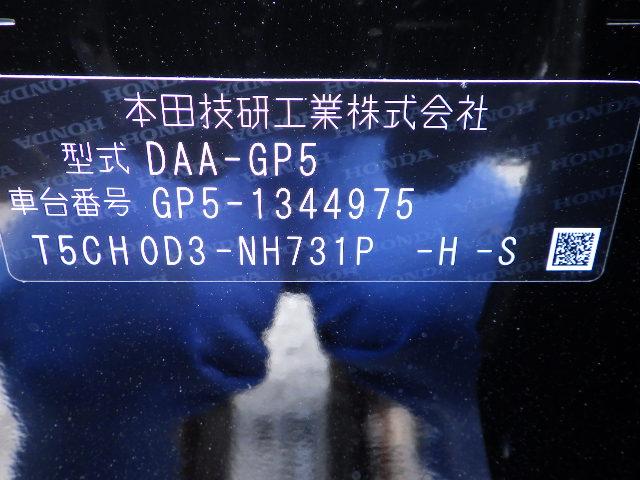 本田技研工業株式会社
型式 DAA-GP5
車台番号 GP5-1344975
T5CH0D3-NH731P -H -S